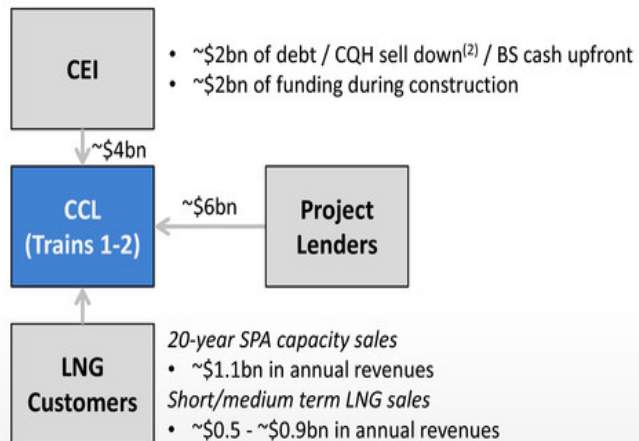 CEI
• ~$2bn of debt / CQH sell down(2) / BS cash upfront
• ~$2bn of funding during construction
~$4bn
CCL
(Trains 1-2)
~$6bn
Project
Lenders
LNG
Customers
20-year SPA capacity sales
• ~$1.1bn in annual revenues
Short/medium term LNG sales
• ~$0.5 - ~$0.9bn in annual revenues